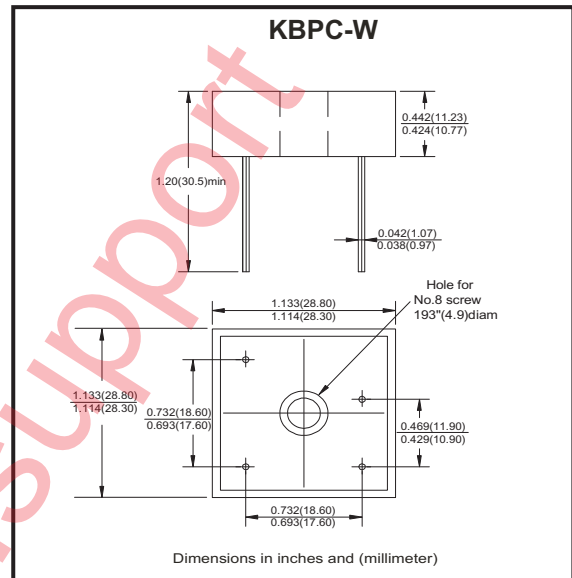 KBPC-W
0.442(11.23)
0.424(10.77)
1.20(30.5)min
0.042(1.07)
0.038(0.97)
Hole for
No.8 screw
193"(4.9)diam
1.133(28.80)
1.114(28.30)
1.133(28.80)
1.114(28.30)
0.732(18.60)
0.693(17.60)
0.469(11.90)
0.429(10.90)
0.732(18.60)
0.693(17.60)
Dimensions in inches and (millimeter)
support